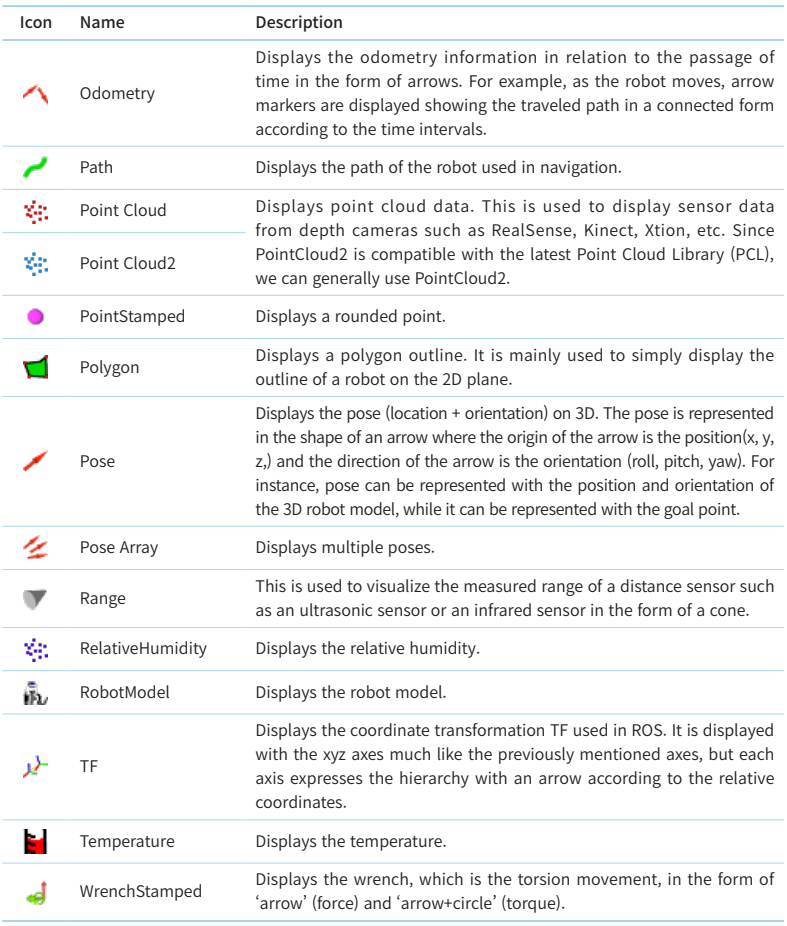 Icon Name Description
Odometry
Displays the odometry information in relation to the passage of
time in the form of arrows. For example, as the robot moves, arrow
markers are displayed showing the traveled path in a connected form
according to the time intervals.
Path
Displays the path of the robot used in navigation.
Point Cloud
Point Cloud2
Displays point cloud data. This is used to display sensor data
from depth cameras such as RealSense, Kinect, Xtion, etc. Since
PointCloud2 is compatible with the latest Point Cloud Library (PCL),
we can generally use PointCloud2.
PointStamped
Displays a rounded point.
Polygon
Displays a polygon outline. It is mainly used to simply display the
outline of a robot on the 2D plane.
Pose
Displays the pose (location + orientation) on 3D. The pose is represented
in the shape of an arrow where the origin of the arrow is the position(x, y,
z,) and the direction of the arrow is the orientation (roll, pitch, yaw). For
instance, pose can be represented with the position and orientation of
the 3D robot model, while it can be represented with the goal point.
Pose Array
Displays multiple poses.
Range
This is used to visualize the measured range of a distance sensor such
as an ultrasonic sensor or an infrared sensor in the form of a cone.
RelativeHumidity
Displays the relative humidity.
RobotModel
Displays the robot model.
TF
Displays the coordinate transformation TF used in ROS. It is displayed
with the xyz axes much like the previously mentioned axes, but each
axis expresses the hierarchy with an arrow according to the relative
coordinates.
Temperature
Displays the temperature.
WrenchStamped
Displays the wrench, which is the torsion movement, in the form of
‘arrow’ (force) and ‘arrow+circle’ (torque).